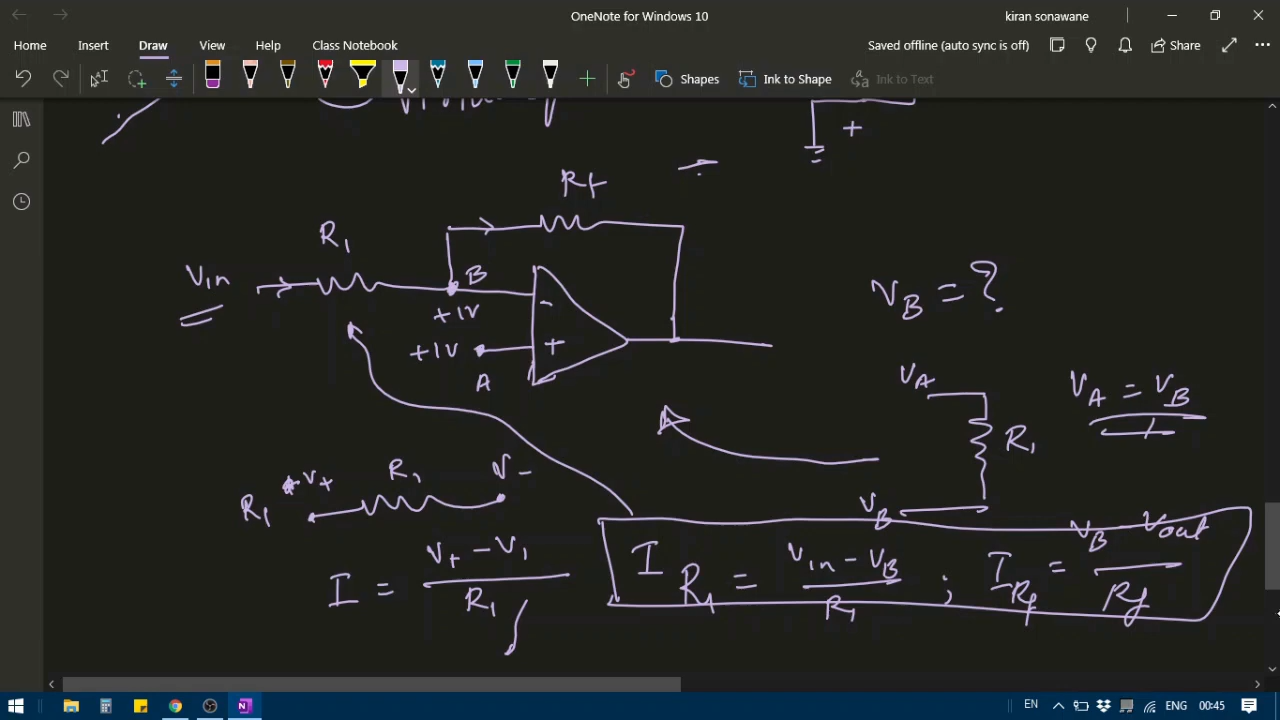 OneNote for Windows 10
kiran sonawane
Home Insert Draw View Help Class Notebook
Saved offline (auto sync is off)
Share
Shapes
Ink to Shape
Ink to Text
+
Rf
R1
Vin
B
+1V
+1V
A
-
+
VB = ?
VA
R1
VB
VA = VB
R1
V+
R1
V-
I = V+ - V1 / R1
I R1 = Vin - VB / R1 ; I Rf = VB Vout / Rf
EN
ENG
00:45